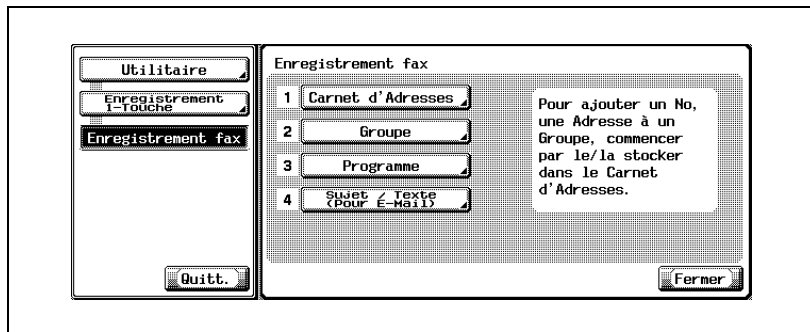 Utilitaire
Enregistrement
1-Touche
Enregistrement fax
Quitt.
Enregistrement fax
1 Carnet d'Adresses
2 Groupe
3 Programme
4 Sujet / Texte
(Pour E-Mail)
Pour ajouter un No,
une Adresse à un
Groupe, commencer
par le/la stocker
dans le Carnet
d'Adresses.
Fermer